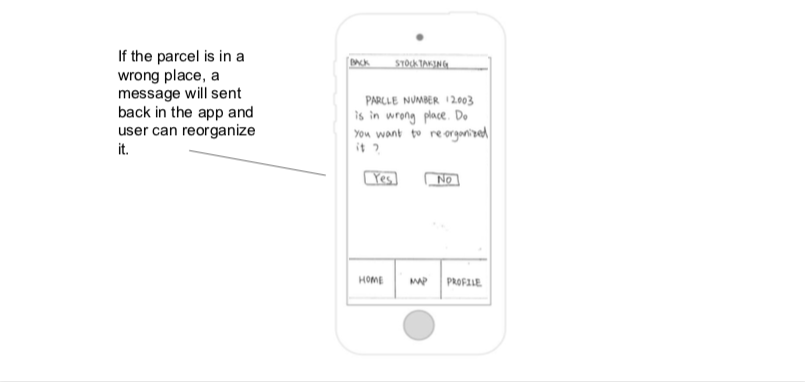 If the parcel is in a
wrong place, a
message will sent
back in the app and
user can reorganize
it.
BACK STOCKTAKING
PARCLE NUMBER 12003
is in wrong place. Do
you want to reorganized
it ?
Yes No
HOME MAP PROFILE